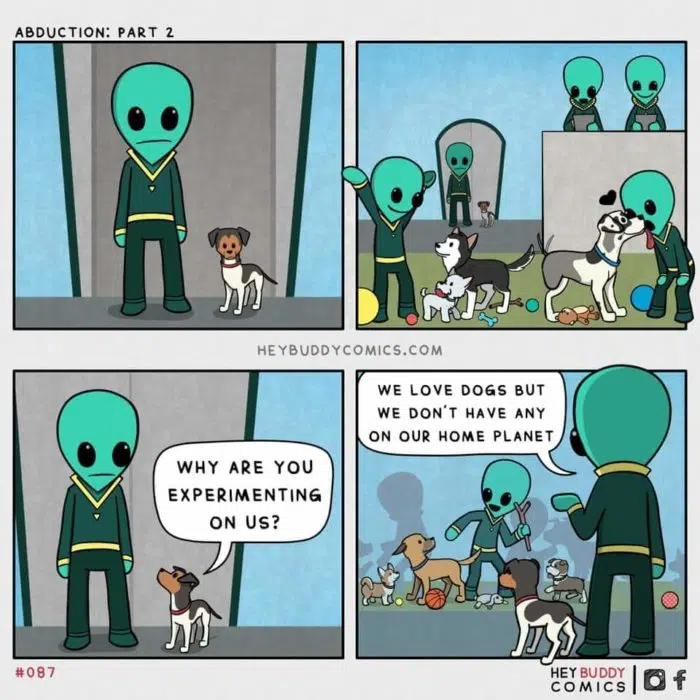 ABDUCTION: PART 2
HEYBUDDYCOMICS.COM
WHY ARE YOU
EXPERIMENTING
ON US?
WE LOVE DOGS BUT
WE DON'T HAVE ANY
ON OUR HOME PLANET
#087
HEY BUDDY
COMICS
f